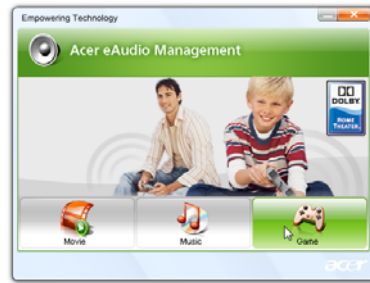 Empowering Technology
Acer eAudio Management
DOLBY
HOME
THEATER
Movie
Music
Game
acer